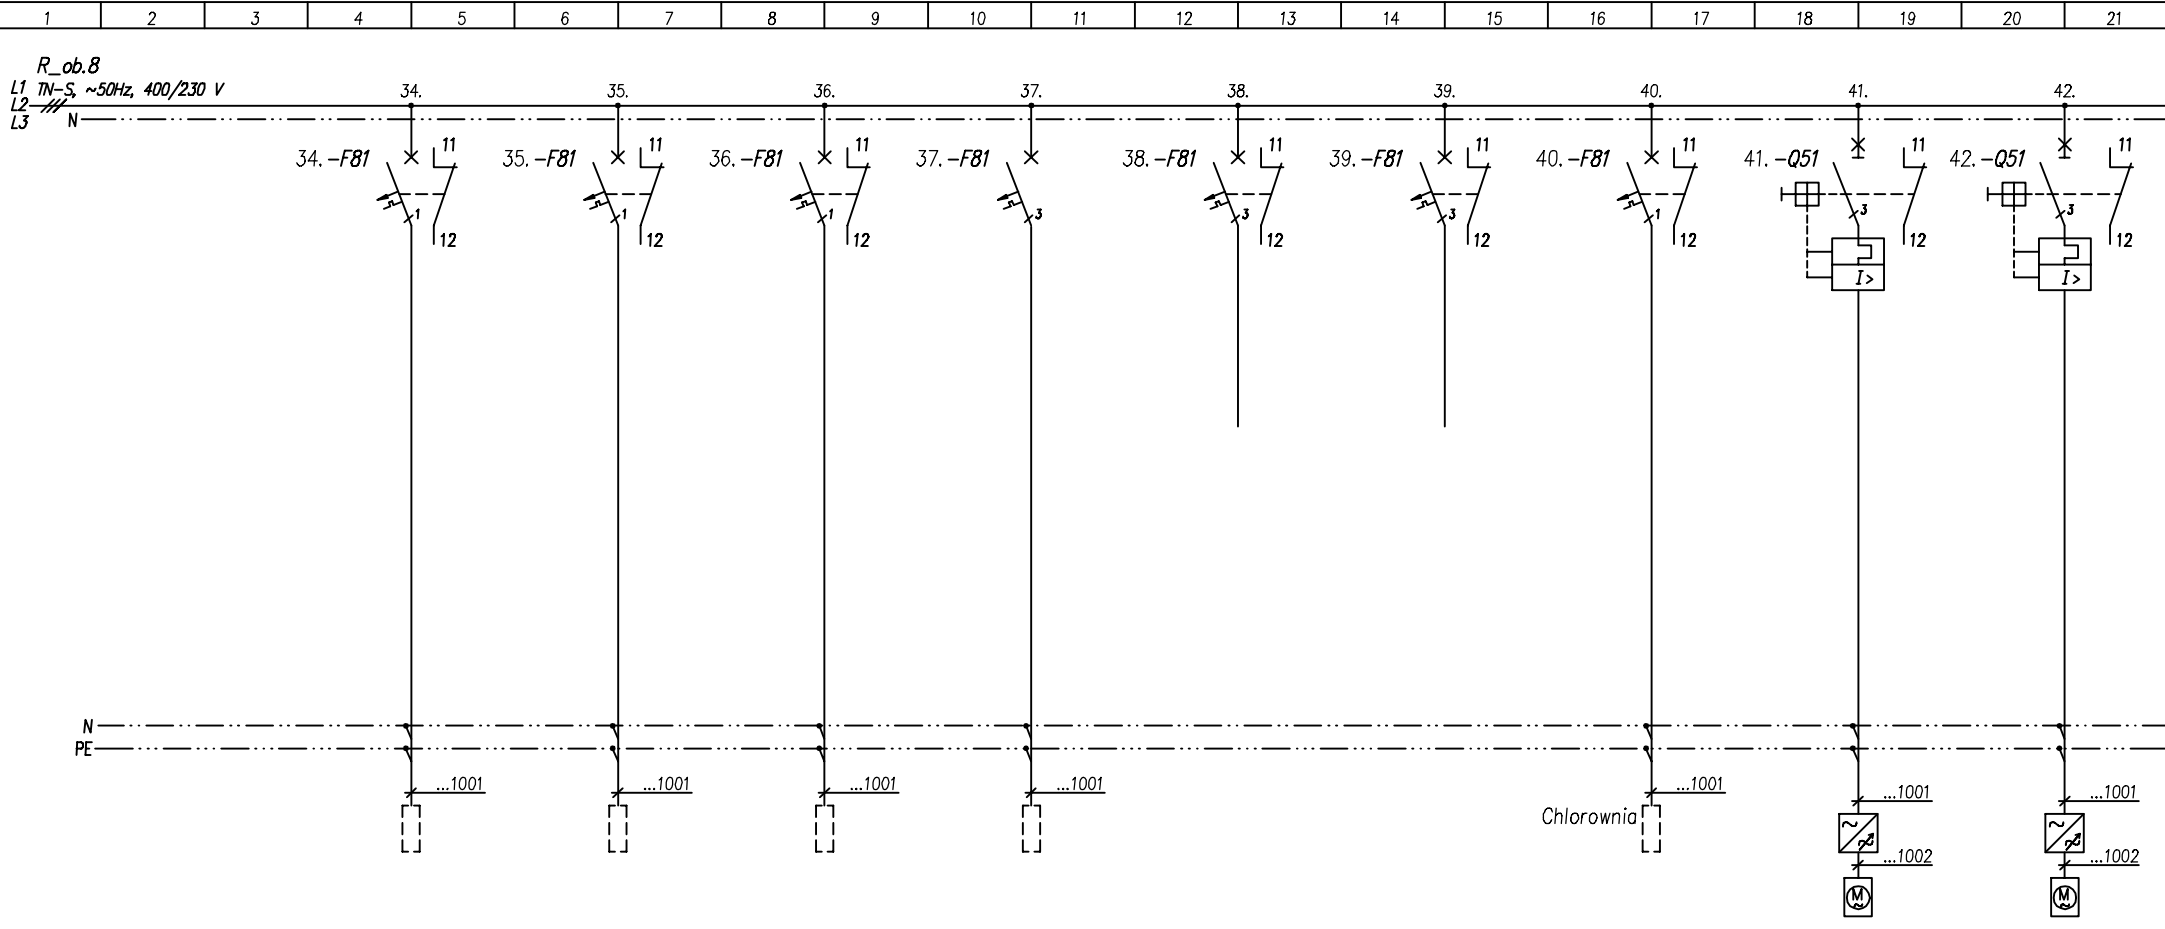 1 2 3 4 5 6 7 8 9 10 11 12 13 14 15 16 17 18 19 20 21
R_ob.8
L1 TN-S, ~50Hz, 400/230 V
L2
L3 N
34. 35. 36. 37. 38. 39. 40. 41. 42.
11 11 11 11 11 11 11 11
34.-F81 35.-F81 36.-F81 37.-F81 38.-F81 39.-F81 40.-F81 41.-Q51 42.-Q51
1 1 1 3 3 3 1 3 3
12 12 12 12 12 12 12 12
I> I>
N
PE
...1001 ...1001 ...1001 ...1001 ...1001 ...1001 ...1001
Chlorownia
~ ~ ~ ~
...1002 ...1002
M~ M~